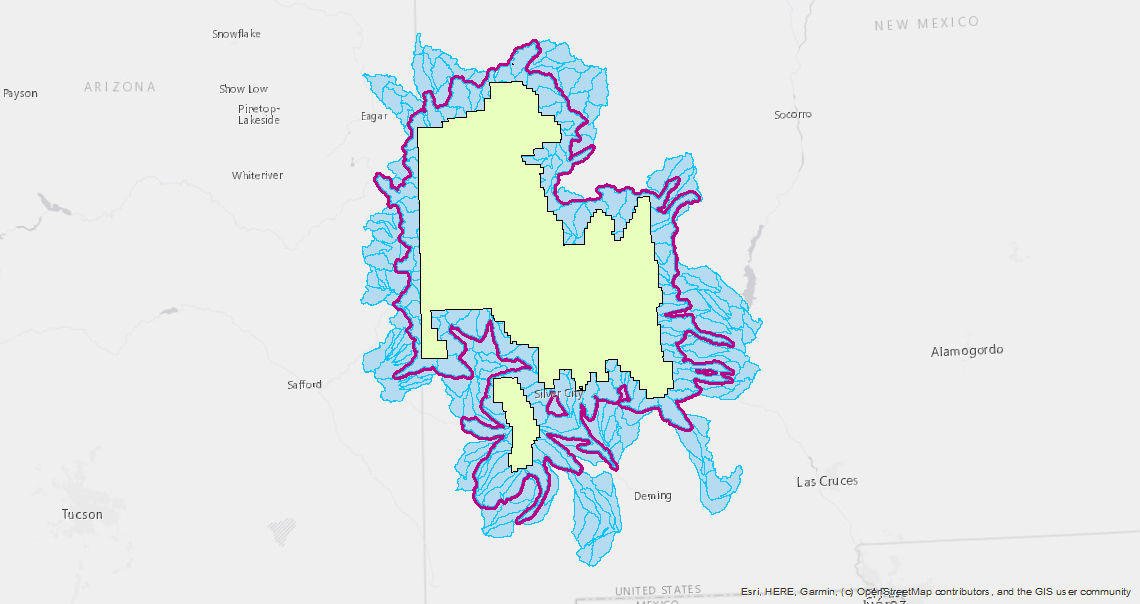 NEW MEXICO
Snowflake
ARIZONA
Show Low
Payson
Pinetop-
Lakeside
Eagar
Socorro
Whiteriver
Alamogordo
Safford
Silver City
Las Cruces
Deming
Tucson
UNITED STATES
MEXICO
Esri, HERE, Garmin, (c) OpenStreetMap contributors, and the GIS user community